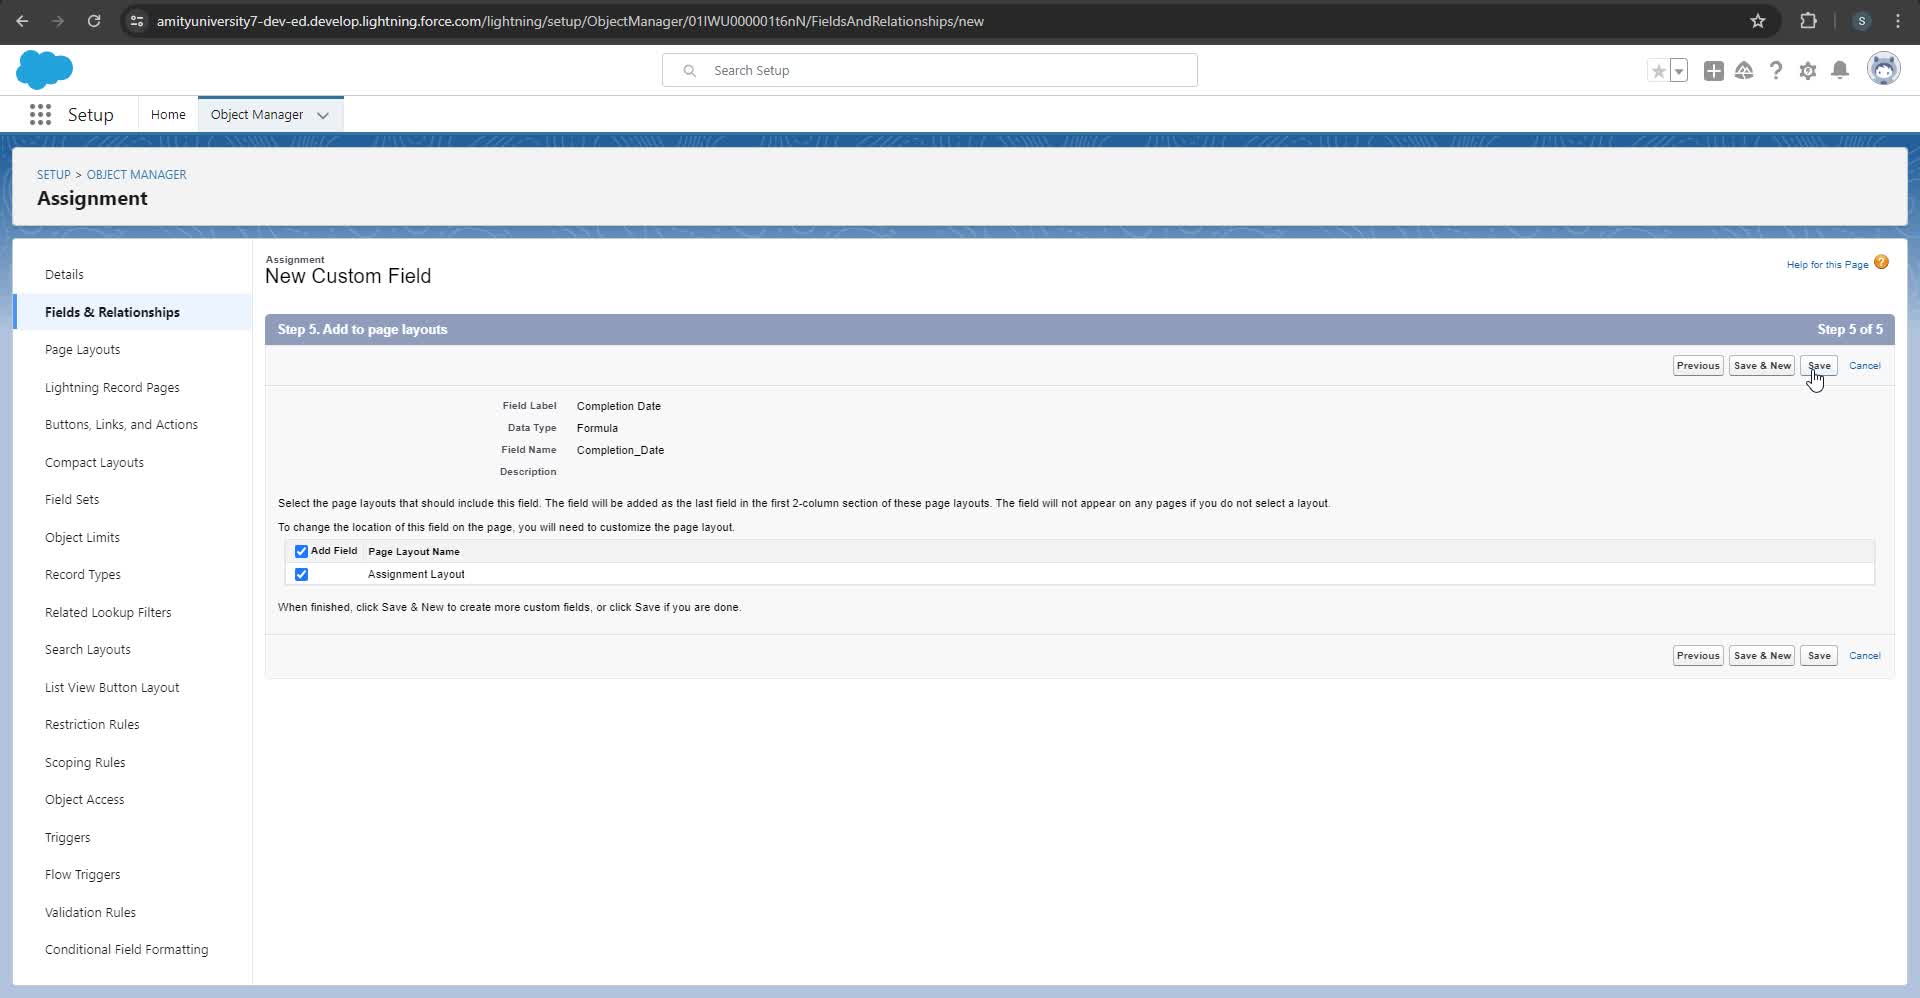 amityuniversity7-dev-ed.develop.lightning.force.com/lightning/setup/ObjectManager/01IWU000001t6nN/FieldsAndRelationships/new
S
Search Setup
Setup
Home
Object Manager
SETUP > OBJECT MANAGER
Assignment
Details
Fields & Relationships
Page Layouts
Lightning Record Pages
Buttons, Links, and Actions
Compact Layouts
Field Sets
Object Limits
Record Types
Related Lookup Filters
Search Layouts
List View Button Layout
Restriction Rules
Scoping Rules
Object Access
Triggers
Flow Triggers
Validation Rules
Conditional Field Formatting
Assignment
New Custom Field
Help for this Page ?
Step 5. Add to page layouts Step 5 of 5
Previous Save & New Save Cancel
Field Label Completion Date
Data Type Formula
Field Name Completion_Date
Description
Select the page layouts that should include this field. The field will be added as the last field in the first 2-column section of these page layouts. The field will not appear on any pages if you do not select a layout.
To change the location of this field on the page, you will need to customize the page layout.
Add Field Page Layout Name
Assignment Layout
When finished, click Save & New to create more custom fields, or click Save if you are done.
Previous Save & New Save Cancel